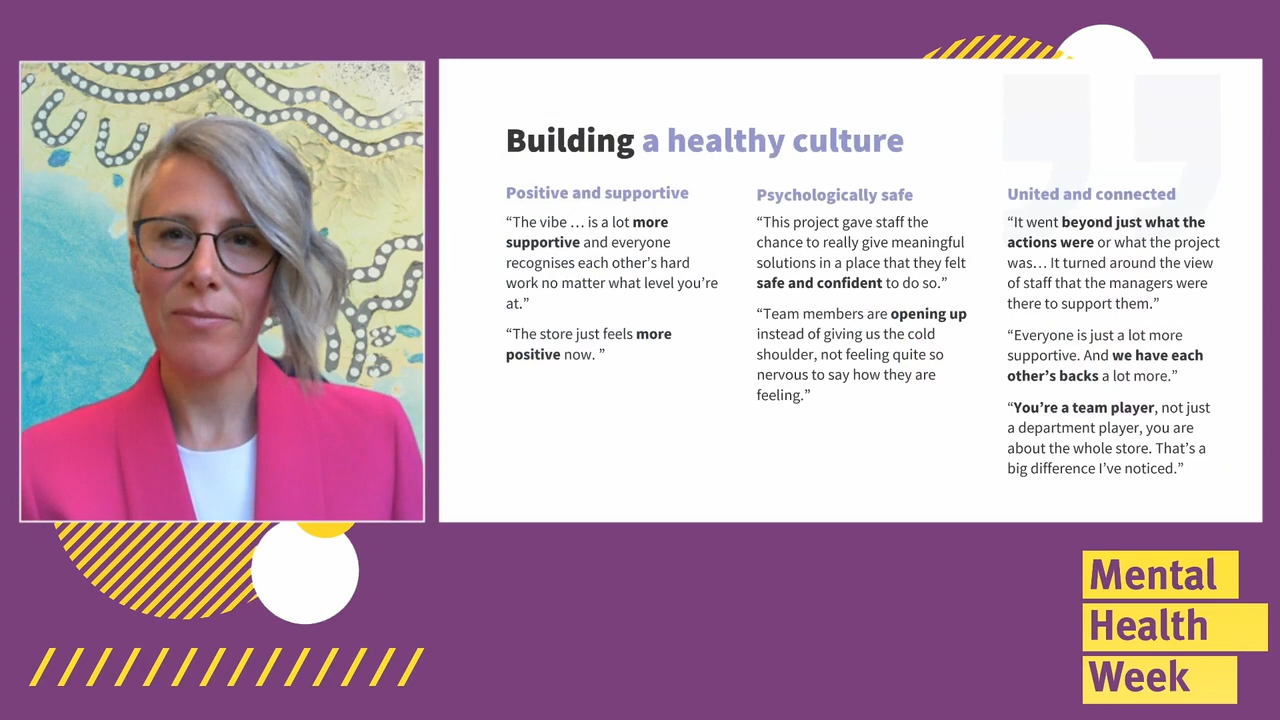 Building a healthy culture
Positive and supportive
“The vibe … is a lot more
supportive and everyone
recognises each other’s hard
work no matter what level you’re
at.”
“The store just feels more
positive now. ”
Psychologically safe
“This project gave staff the
chance to really give meaningful
solutions in a place that they felt
safe and confident to do so.”
“Team members are opening up
instead of giving us the cold
shoulder, not feeling quite so
nervous to say how they are
feeling.”
United and connected
“It went beyond just what the
actions were or what the project
was… It turned around the view
of staff that the managers were
there to support them.”
“Everyone is just a lot more
supportive. And we have each
other’s backs a lot more.”
“You’re a team player, not just
a department player, you are
about the whole store. That’s a
big difference I’ve noticed.”
Mental
Health
Week